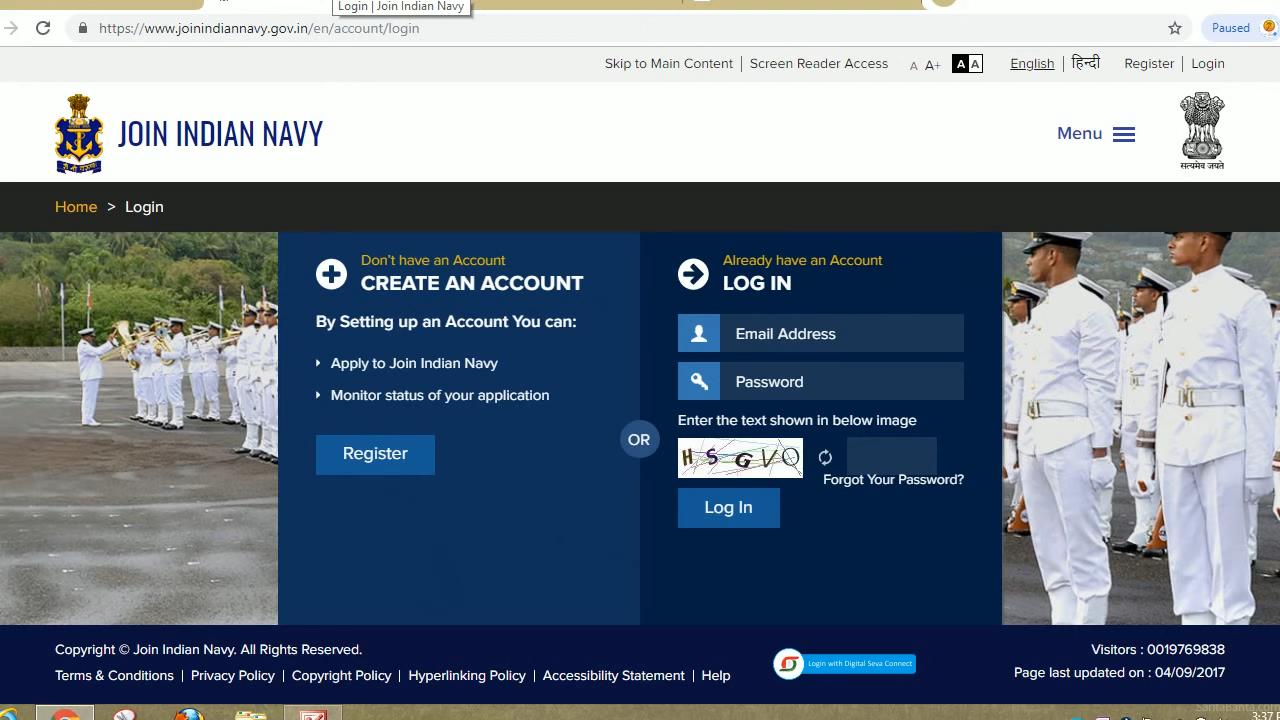 Login | Join Indian Navy
https://www.joinindiannavy.gov.in/en/account/login
Paused
Skip to Main Content | Screen Reader Access A A+ A A English | हिन्दी Register | Login
JOIN INDIAN NAVY
Menu
सत्यमेव जयते
Home > Login
Don't have an Account
CREATE AN ACCOUNT
By Setting up an Account You can:
Apply to Join Indian Navy
Monitor status of your application
Register
OR
Already have an Account
LOG IN
Email Address
Password
Enter the text shown in below image
H S G V O
Forgot Your Password?
Log In
Copyright © Join Indian Navy. All Rights Reserved.
Terms & Conditions | Privacy Policy | Copyright Policy | Hyperlinking Policy | Accessibility Statement | Help
Login with Digital Seva Connect
Visitors : 0019769838
Page last updated on : 04/09/2017